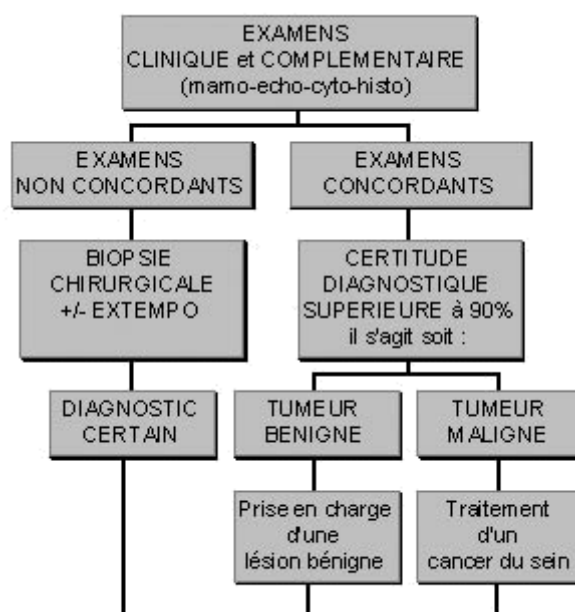 EXAMENS
CLINIQUE et COMPLEMENTAIRE
(mamo-echo-cyto-histo)
EXAMENS
NON CONCORDANTS
EXAMENS
CONCORDANTS
BIOPSIE
CHIRURGICALE
+/- EXTEMPO
CERTITUDE
DIAGNOSTIQUE
SUPERIEURE à 90%
il s'agit soit :
DIAGNOSTIC
CERTAIN
TUMEUR
BENIGNE
TUMEUR
MALIGNE
Prise en charge
d'une
lésion bénigne
Traitement
d'un
cancer du sein